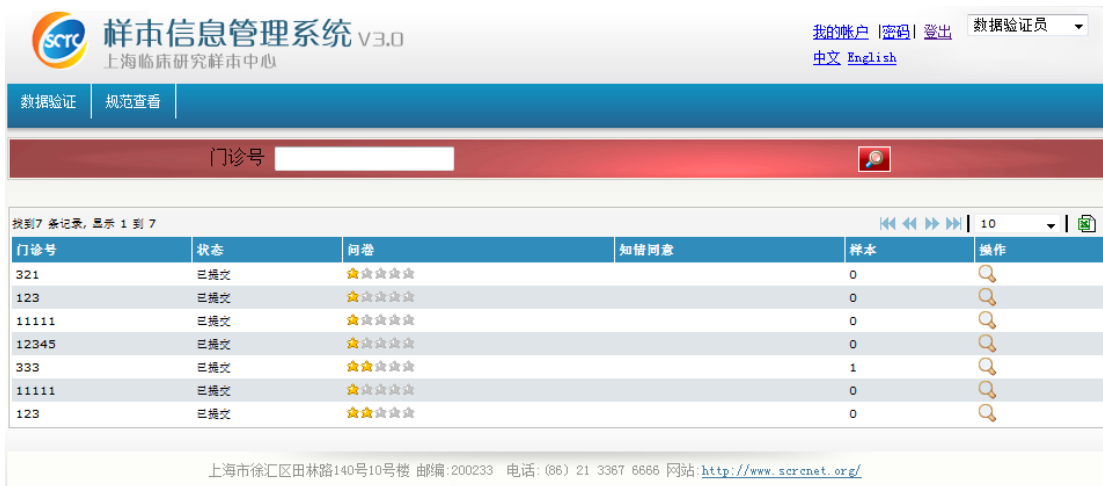 SCTC
样本信息管理系统 V3.0
上海临床研究样本中心
我的帐户 |密码| 登出 数据验证员
中文 English
数据验证 规范查看
门诊号
找到7 条记录, 显示 1 到 7 10
门诊号 状态 问卷 知情同意 样本 操作
321 已提交 0
123 已提交 0
11111 已提交 0
12345 已提交 0
333 已提交 1
11111 已提交 0
123 已提交 0
上海市徐汇区田林路140号10号楼 邮编:200233 电话: (86) 21 3367 6666 网站:http://www.scrcnet.org/